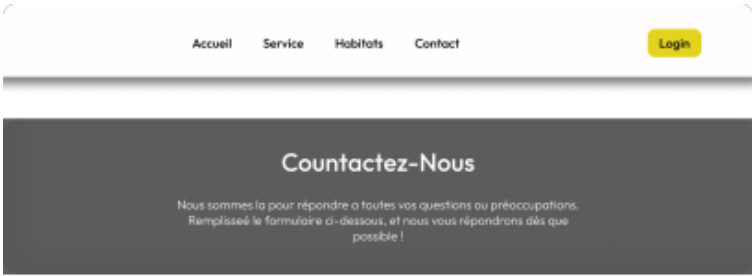 Accueil Service Habitats Contact Login
Countactez-Nous
Nous sommes la pour répondre a toutes vos questions ou préoccupations.
Remplisseé le formulaire ci-dessous, et nous vous répondrons dès que
possible !